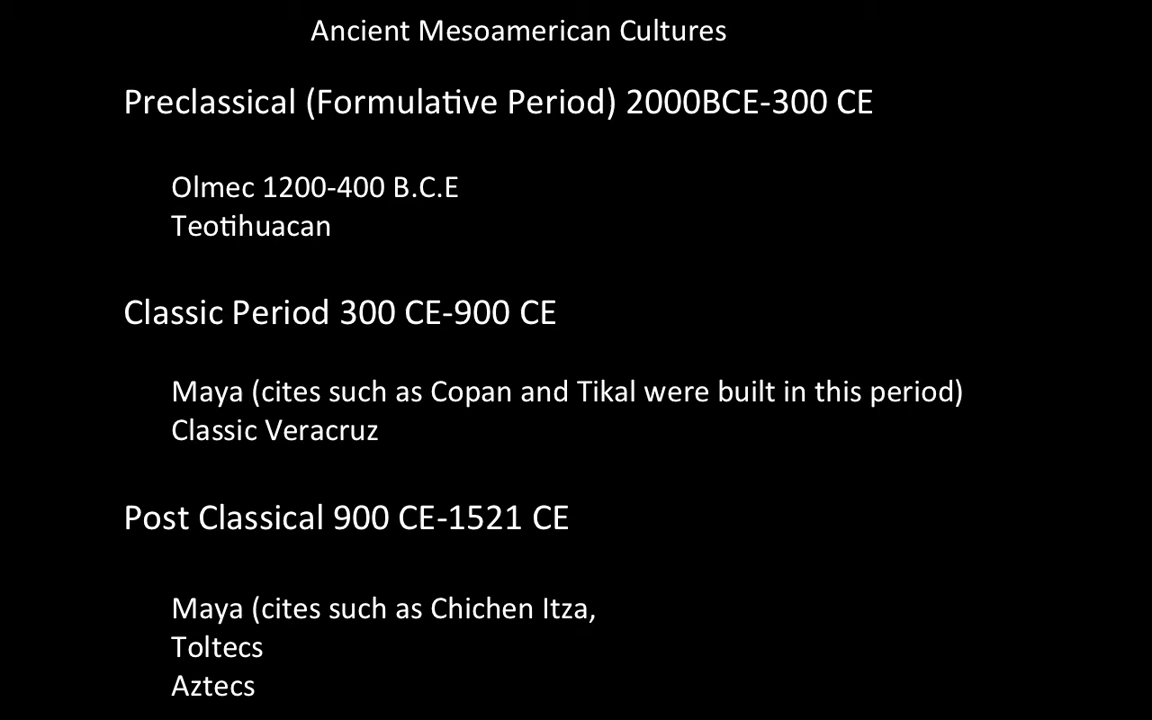 Ancient Mesoamerican Cultures
Preclassical (Formulative Period) 2000BCE-300 CE
Olmec 1200-400 B.C.E
Teotihuacan
Classic Period 300 CE-900 CE
Maya (cites such as Copan and Tikal were built in this period)
Classic Veracruz
Post Classical 900 CE-1521 CE
Maya (cites such as Chichen Itza,
Toltecs
Aztecs